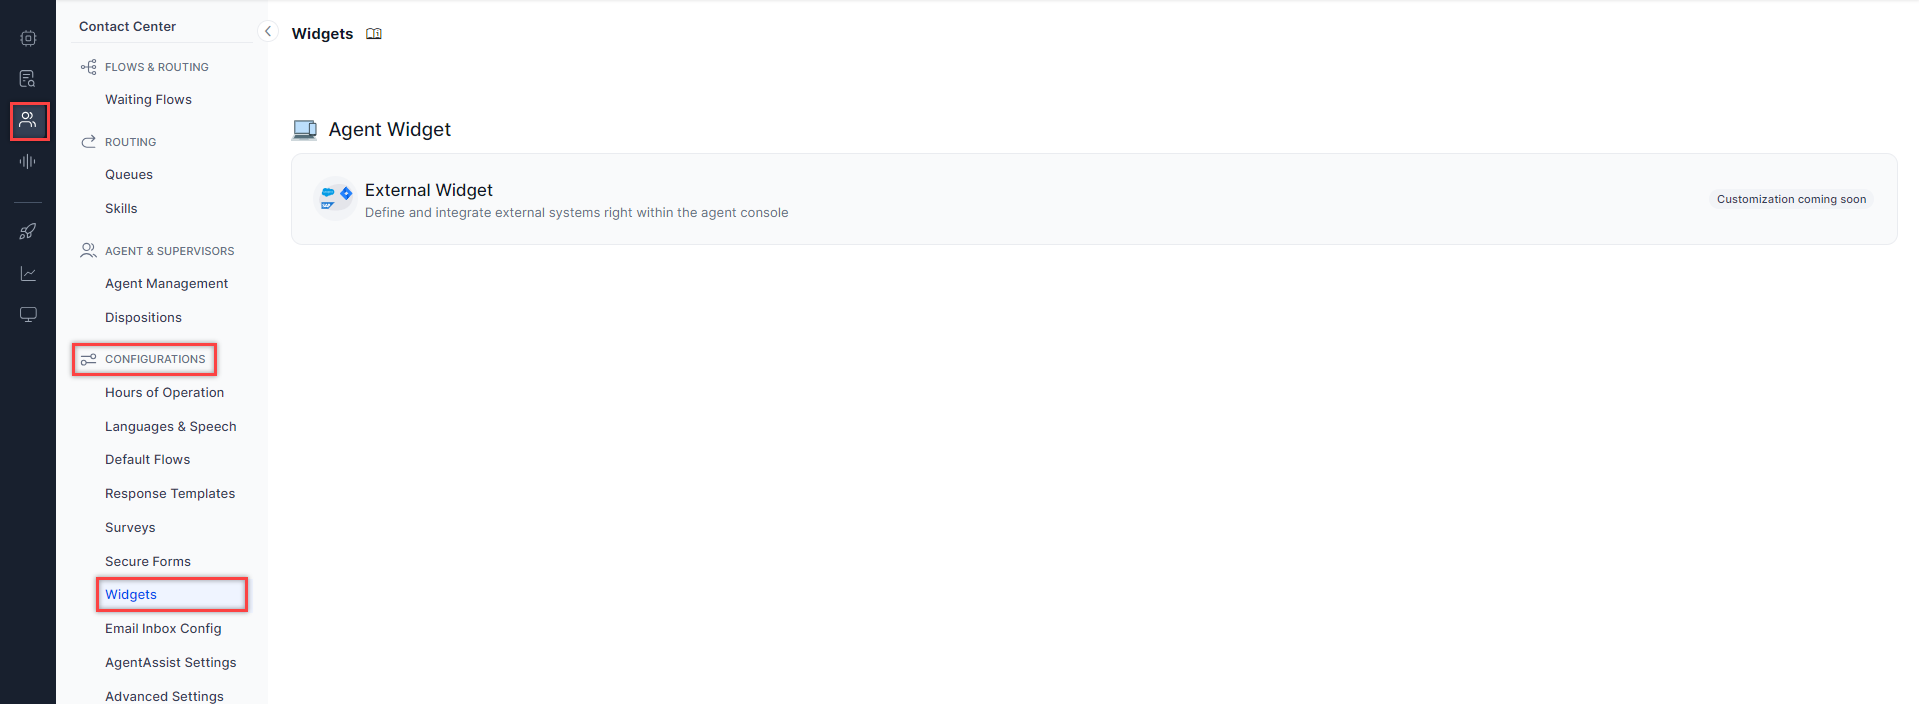 Contact Center
FLOWS & ROUTING
Waiting Flows
ROUTING
Queues
Skills
AGENT & SUPERVISORS
Agent Management
Dispositions
CONFIGURATIONS
Hours of Operation
Languages & Speech
Default Flows
Response Templates
Surveys
Secure Forms
Widgets
Email Inbox Config
AgentAssist Settings
Advanced Settings
Widgets
Agent Widget
External Widget
Define and integrate external systems right within the agent console
Customization coming soon